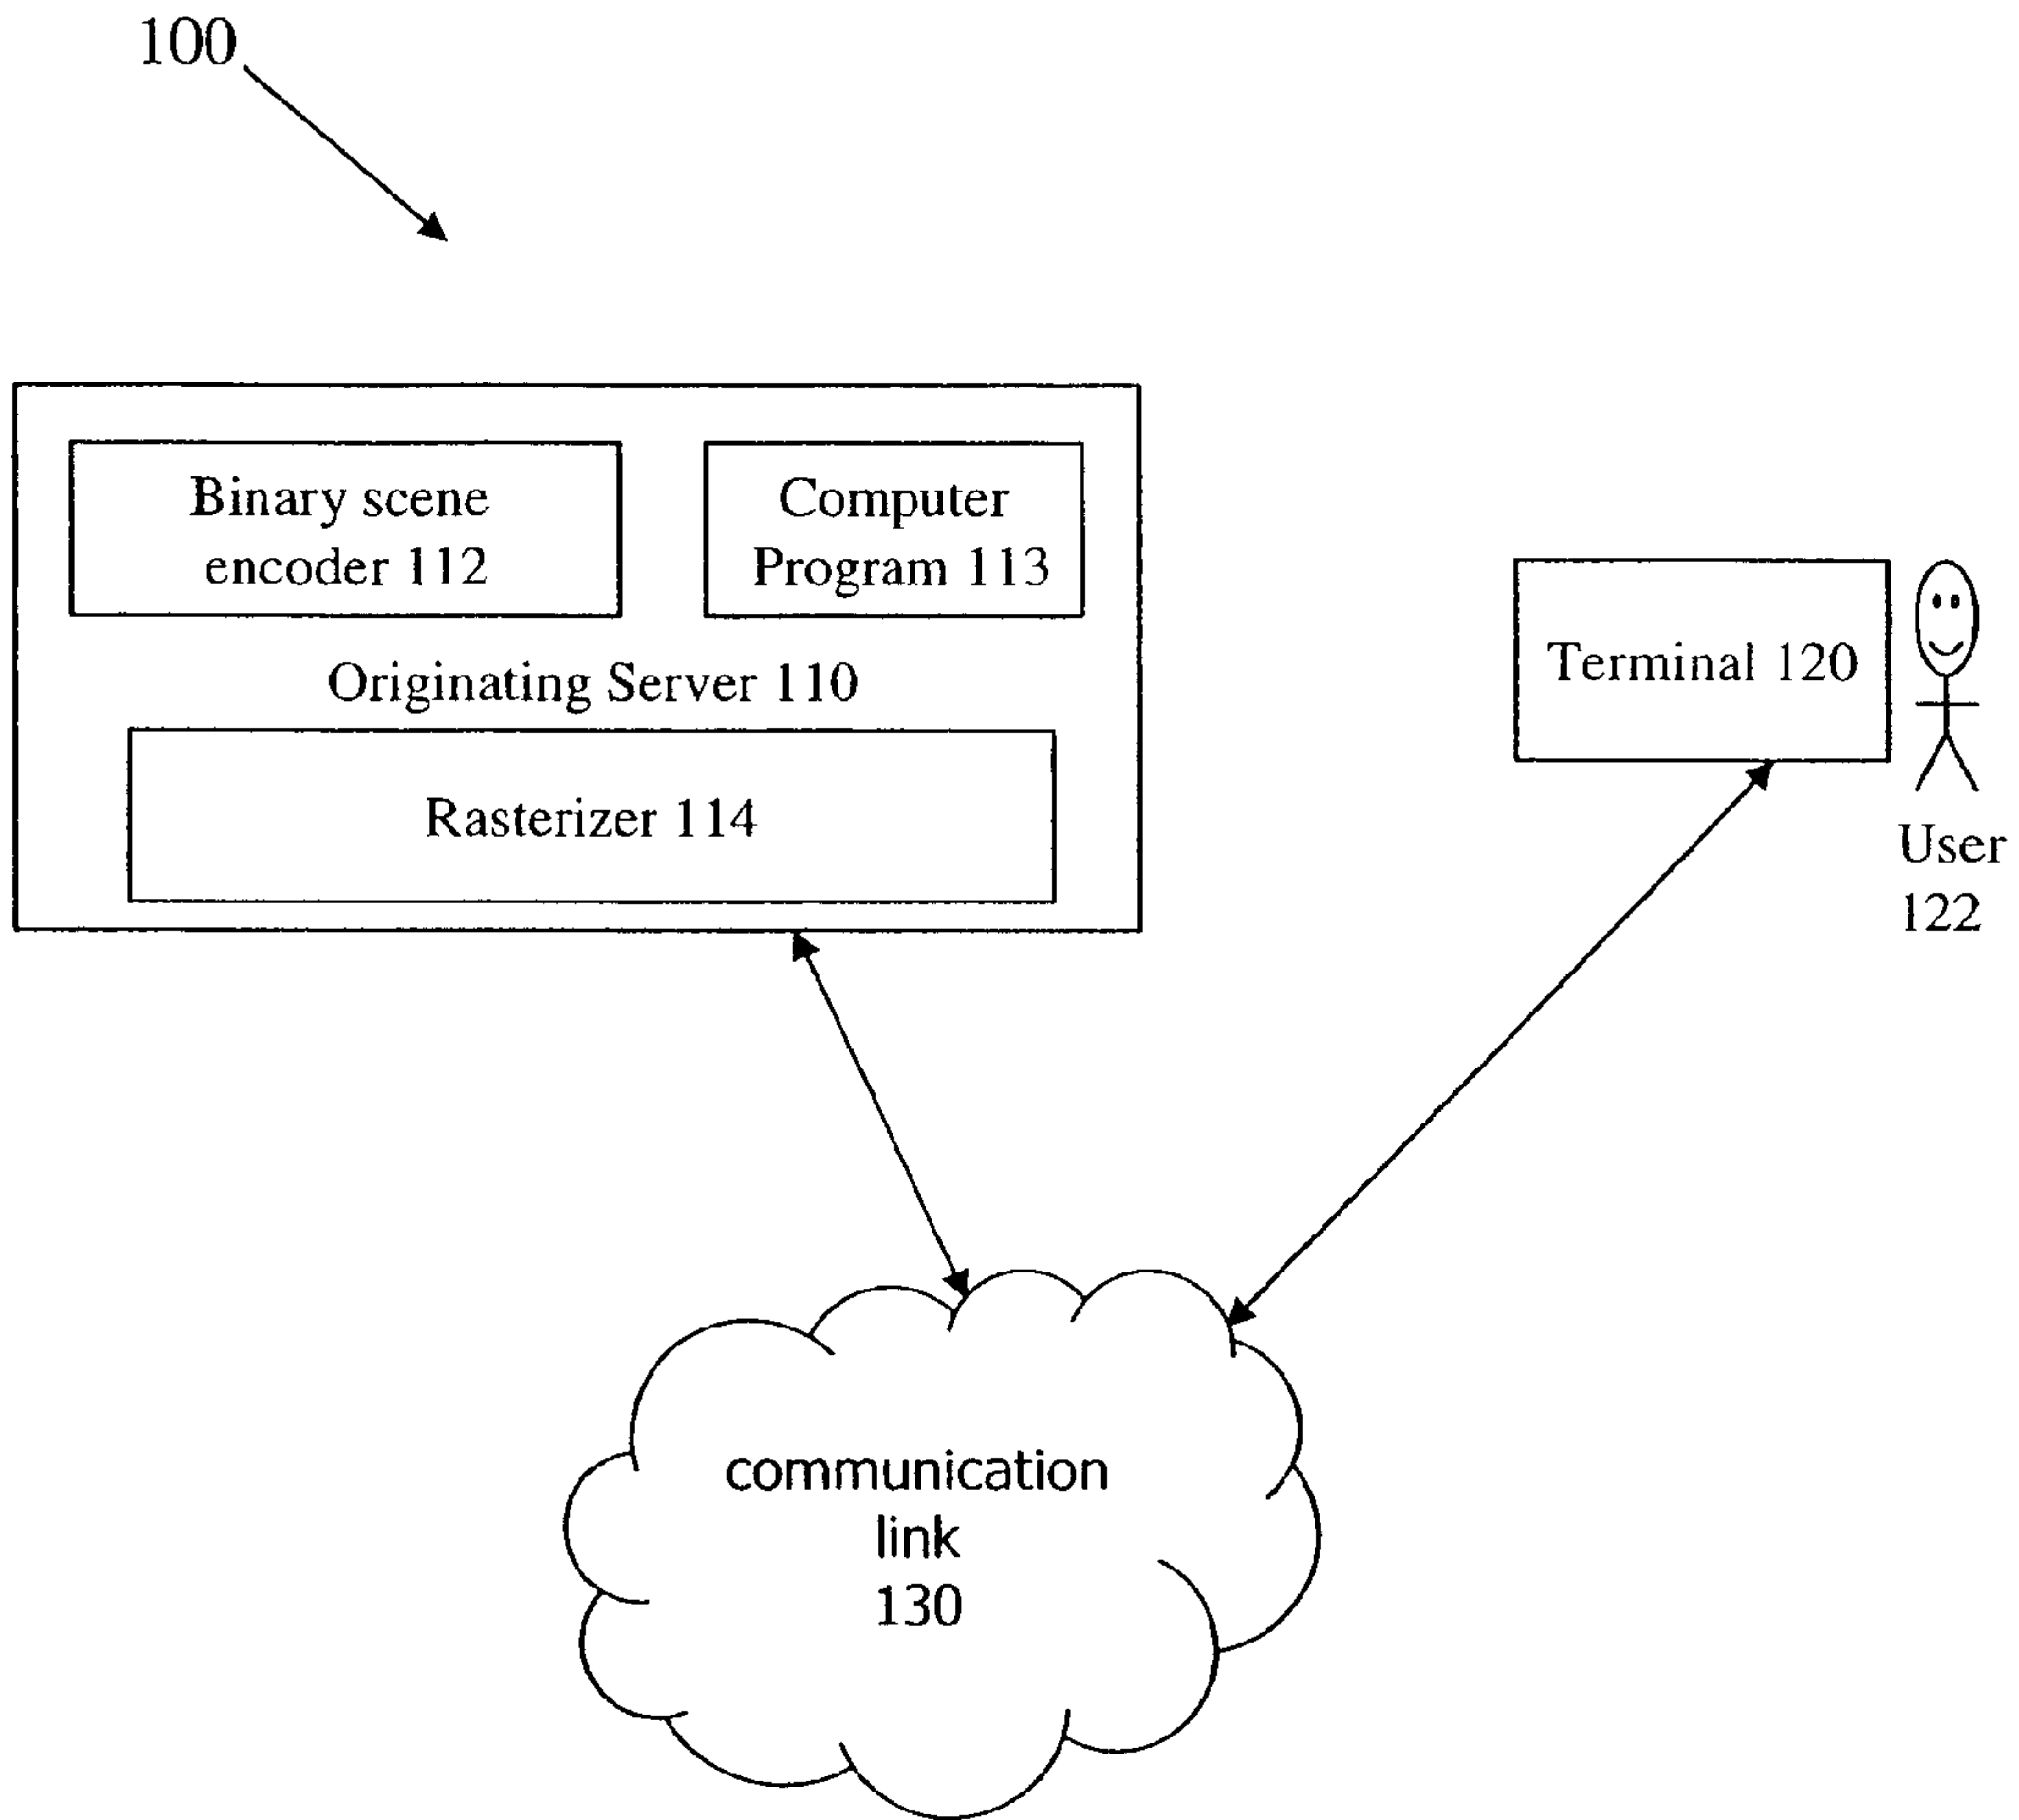 100
Binary scene
encoder 112
Computer
Program 113
Originating Server 110
Rasterizer 114
Terminal 120
User
122
communication
link
130